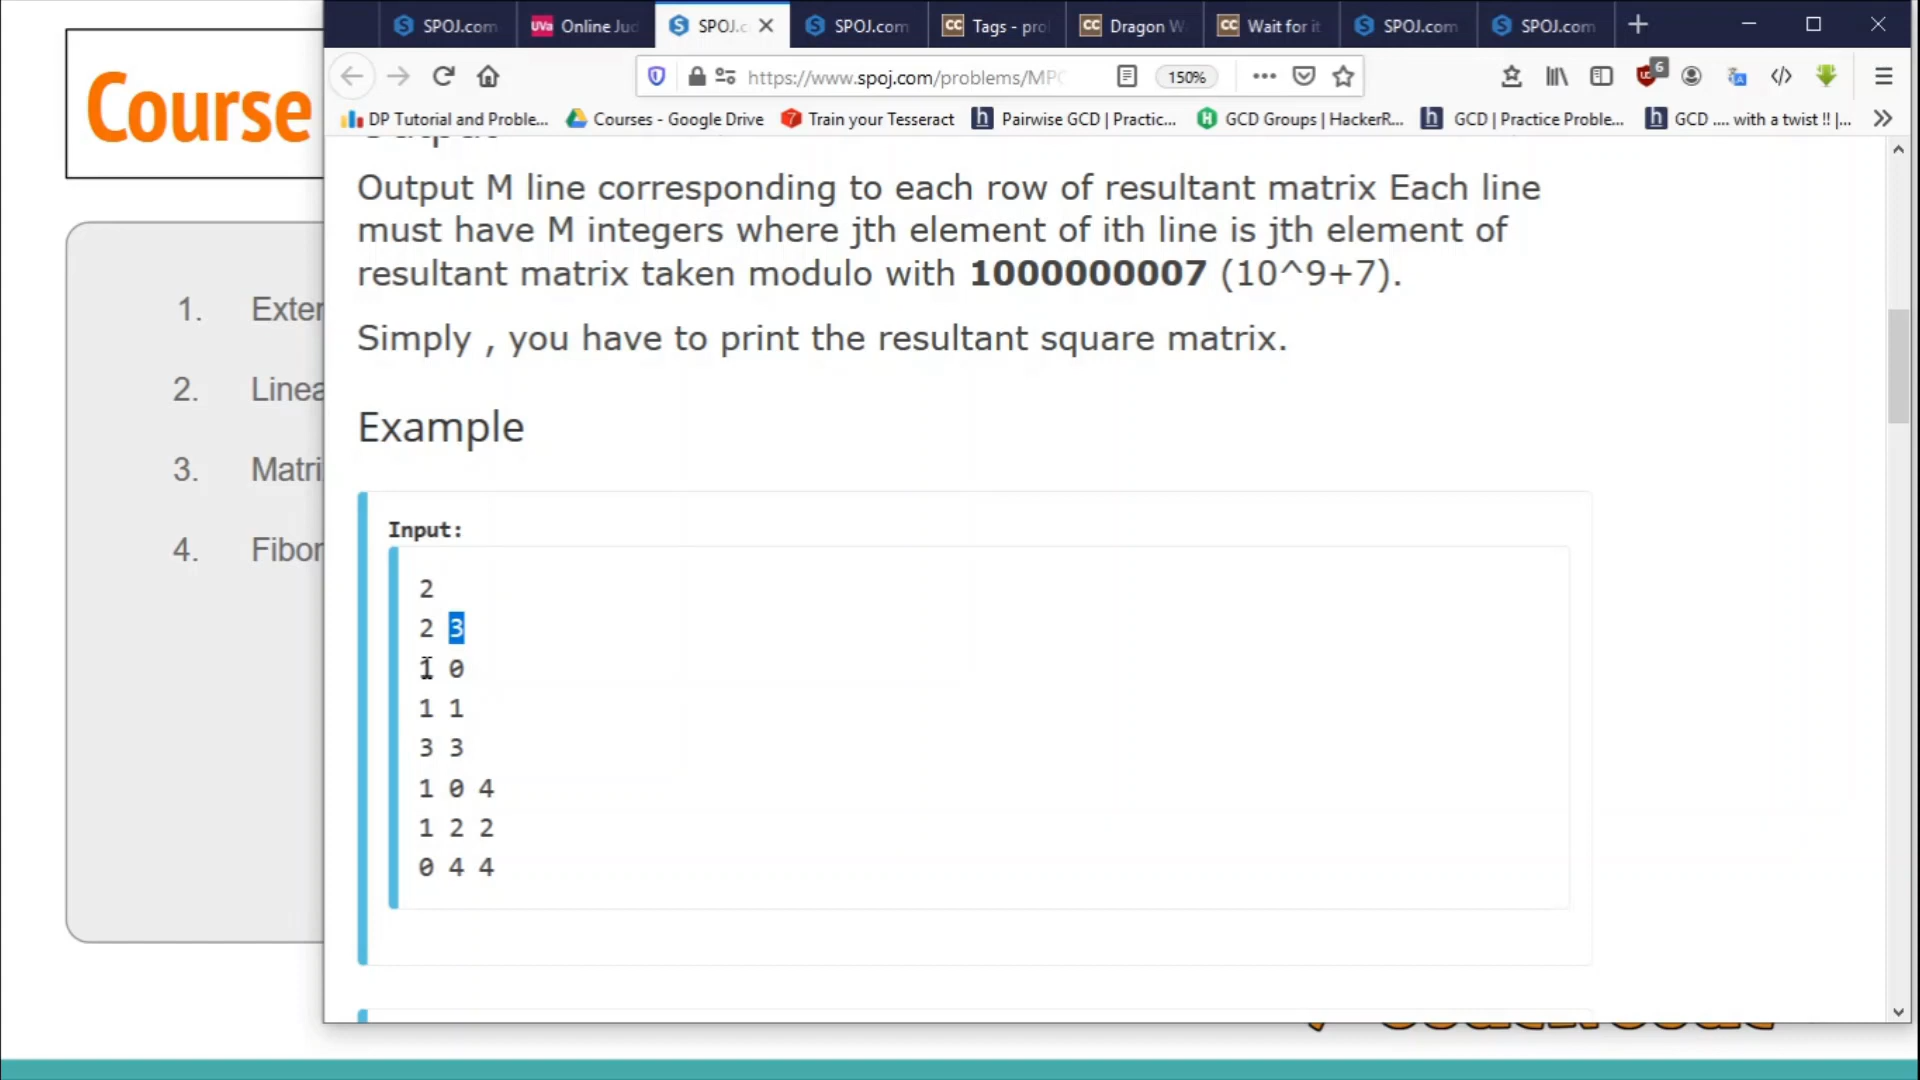 SPOJ.com
Online Jud
SPOJ.c
SPOJ.com
Tags - pro
Dragon W
Wait for it
SPOJ.com
SPOJ.com
https://www.spoj.com/problems/MPO
150%
6
DP Tutorial and Proble...
Courses - Google Drive
Train your Tesseract
Pairwise GCD | Practic...
GCD Groups | HackerR...
GCD | Practice Proble...
GCD .... with a twist !! |...
Course
1. Exter
2. Linea
3. Matri
4. Fibor
Output M line corresponding to each row of resultant matrix Each line
must have M integers where jth element of ith line is jth element of
resultant matrix taken modulo with 1000000007 (10^9+7).
Simply , you have to print the resultant square matrix.
Example
Input:
2
2 3
1 0
1 1
3 3
1 0 4
1 2 2
0 4 4